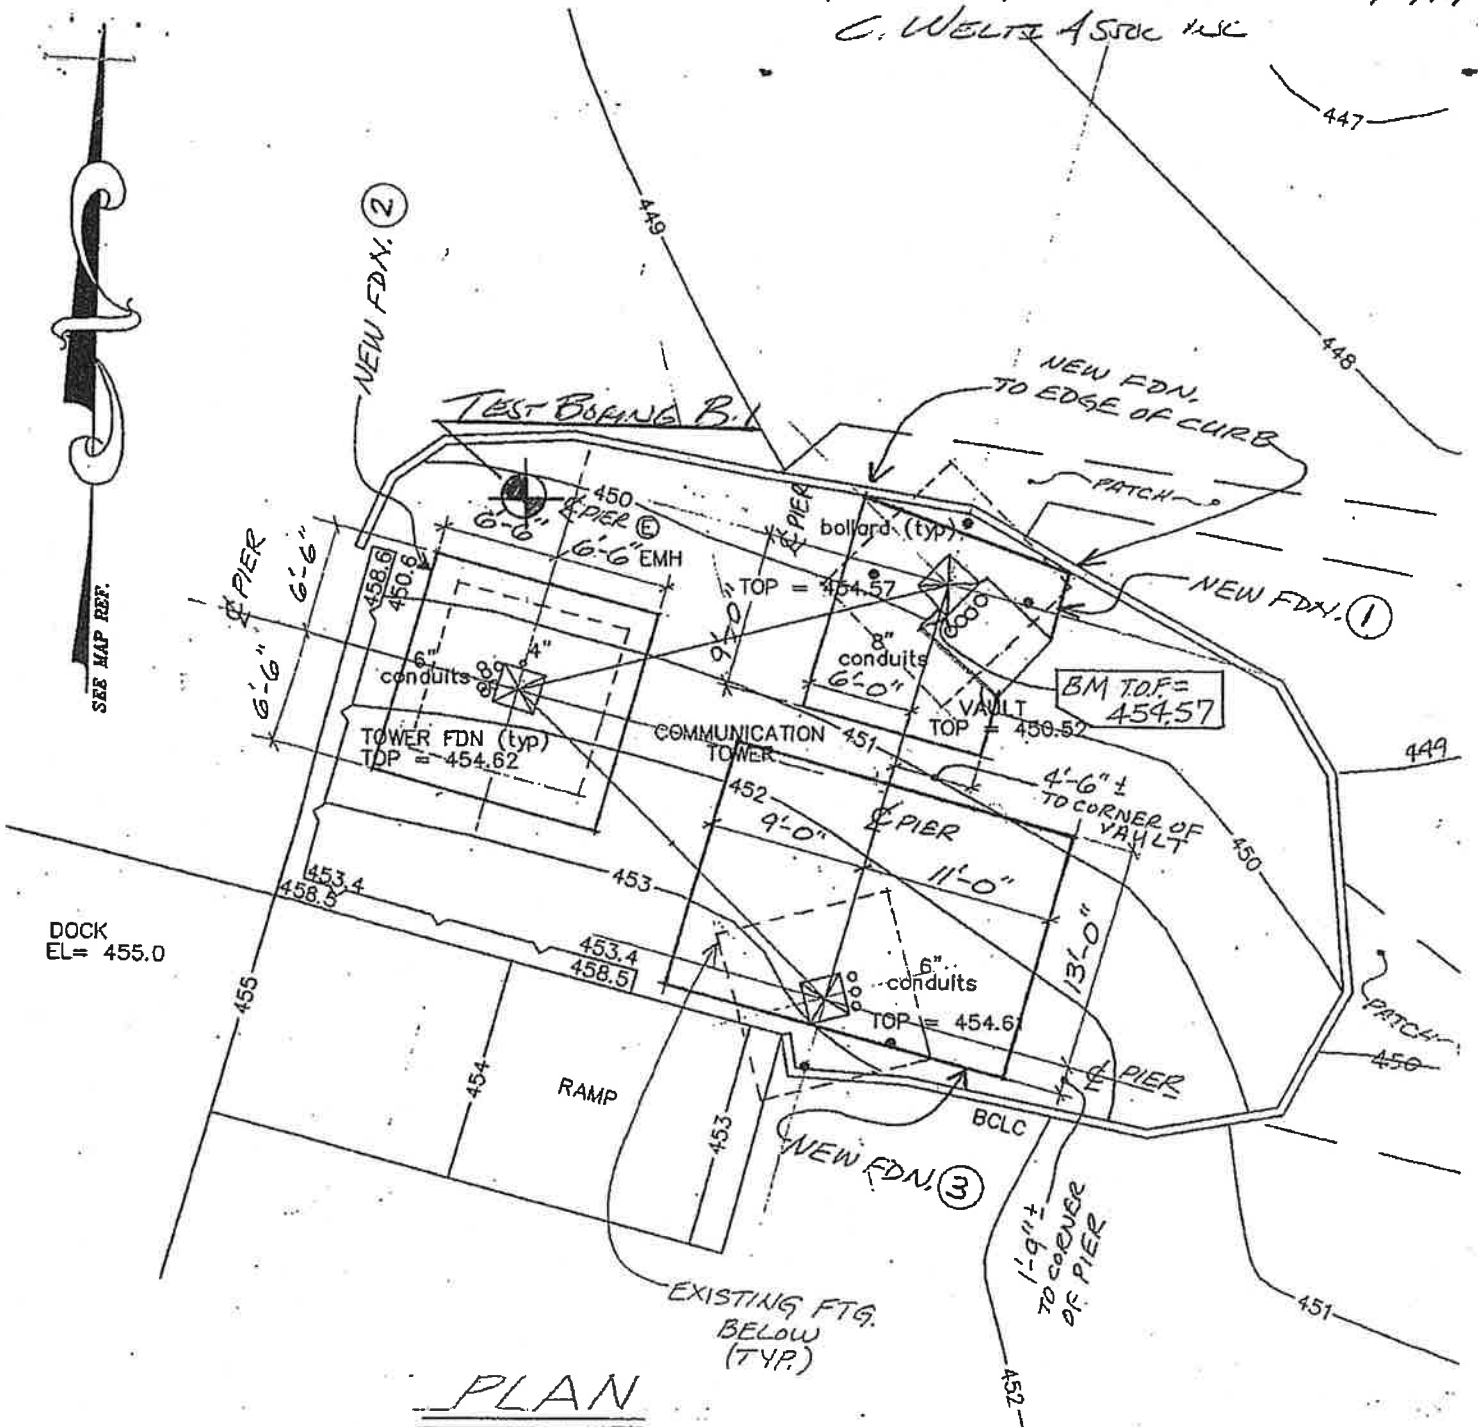 C. WELTI ASSOC INC
447
449
448
NEW FDN. ②
NEW FDN.
TO EDGE OF CURB
TEST BORING B-1
PATCH
450
℄ PIER Ⓔ
6'-6"
6'-6"
EMH
℄ PIER
bollard (typ)
TOP = 454.57
NEW FDN. ①
SEE MAP REF.
℄ PIER
6'-6"
6'-6"
458.6
450.6
9'-0"
8"
conduits
6'-0"
6"
conduits
4"
BM T.O.F. =
454.57
VAULT
TOP = 450.52
TOWER FDN (typ)
TOP = 454.62
COMMUNICATION
TOWER
451
449
452
4'-6" ±
TO CORNER OF
VAULT
9'-0"
℄ PIER
11'-0"
450
453
453.4
458.5
DOCK
EL= 455.0
453.4
458.5
6"
conduits
13'-0"
TOP = 454.61
455
PATCH
450
454
RAMP
453
℄ PIER
BCLC
NEW FDN. ③
1'-9" ±
TO CORNER
OF PIER
EXISTING FTG.
BELOW
(TYP.)
451
452
PLAN